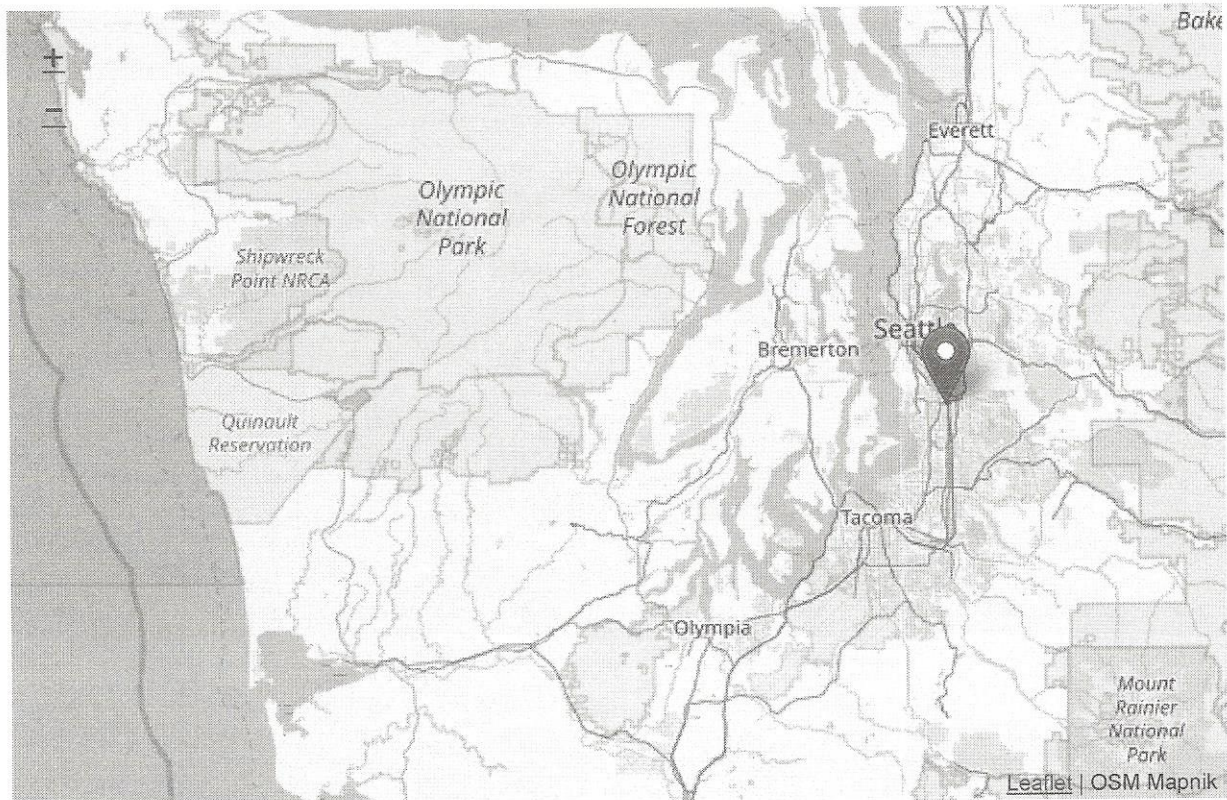 Bake
+
-
Everett
Olympic
National
Park
Olympic
National
Forest
Shipwreck
Point NRCA
Seattle
Bremerton
Quinault
Reservation
Tacoma
Olympia
Mount
Rainier
National
Park
Leaflet | OSM Mapnik